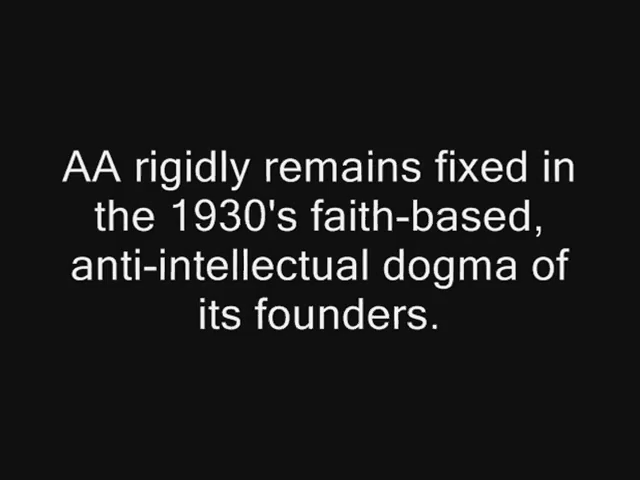 AA rigidly remains fixed in
the 1930's faith-based,
anti-intellectual dogma of
its founders.